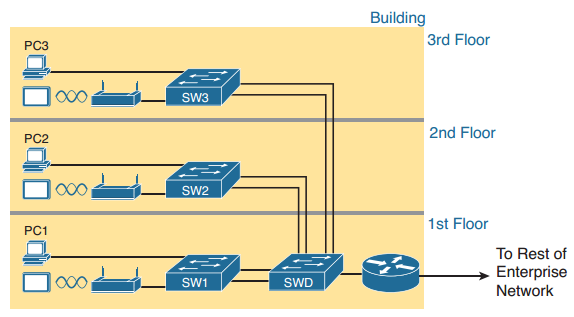 Building
3rd Floor
PC3
SW3
2nd Floor
PC2
SW2
1st Floor
PC1
SW1
SWD
To Rest of
Enterprise
Network